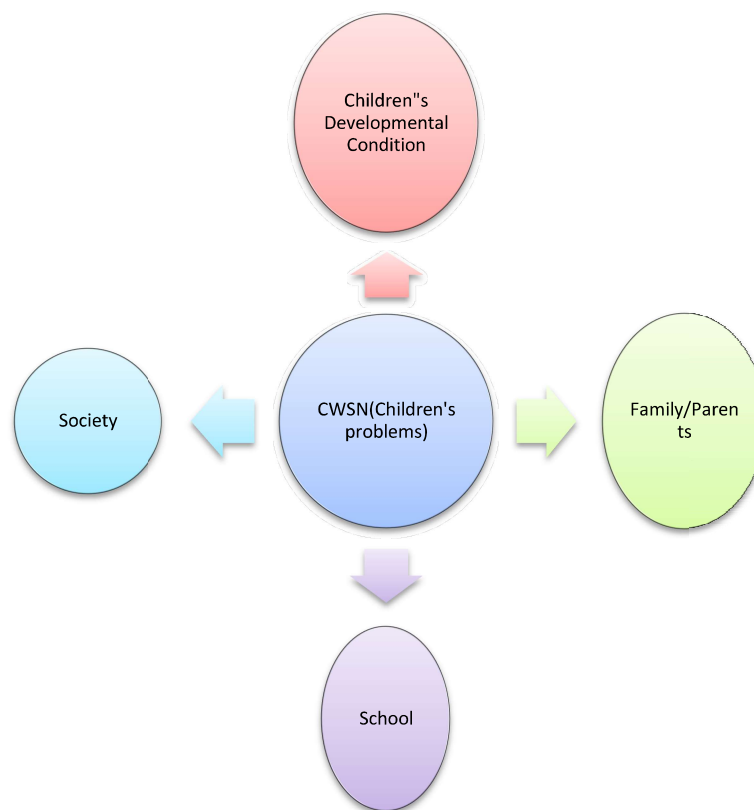 Children"s
Developmental
Condition
Society
CWSN(Children's
problems)
Family/Paren
ts
School